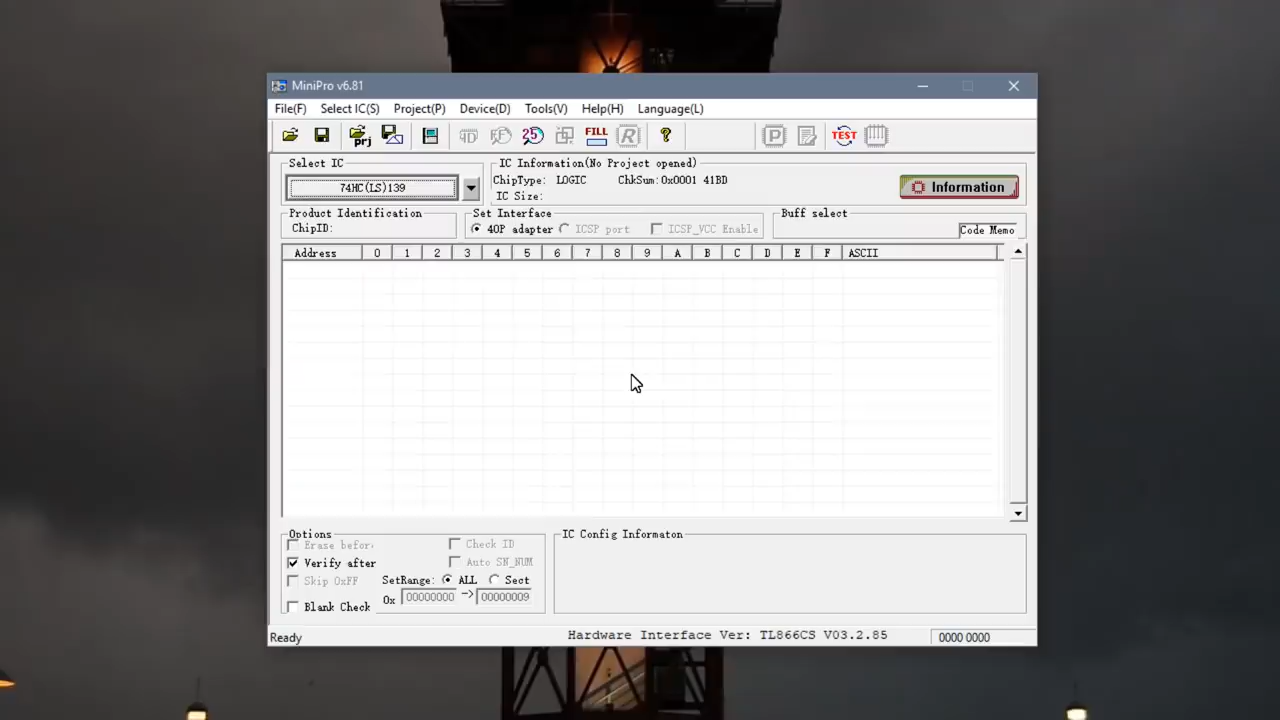 MiniPro v6.81
File(F) Select IC(S) Project(P) Device(D) Tools(V) Help(H) Language(L)
prj 25 FILL R ? P TEST
Select IC
74HC(LS)139
IC Information(No Project opened)
ChipType: LOGIC ChkSum:0x0001 41BD
IC Size:
Information
Product Identification
ChipID:
Set Interface
40P adapter ICSP port ICSP_VCC Enable
Buff select
Code Memo
Address 0 1 2 3 4 5 6 7 8 9 A B C D E F ASCII
Options
Erase befor
Check ID
Verify after
Auto SN_NUM
Skip 0xFF
SetRange: ALL Sect
Blank Check
0x 00000000 -> 00000009
IC Config Informaton
Ready
Hardware Interface Ver: TL866CS V03.2.85
0000 0000